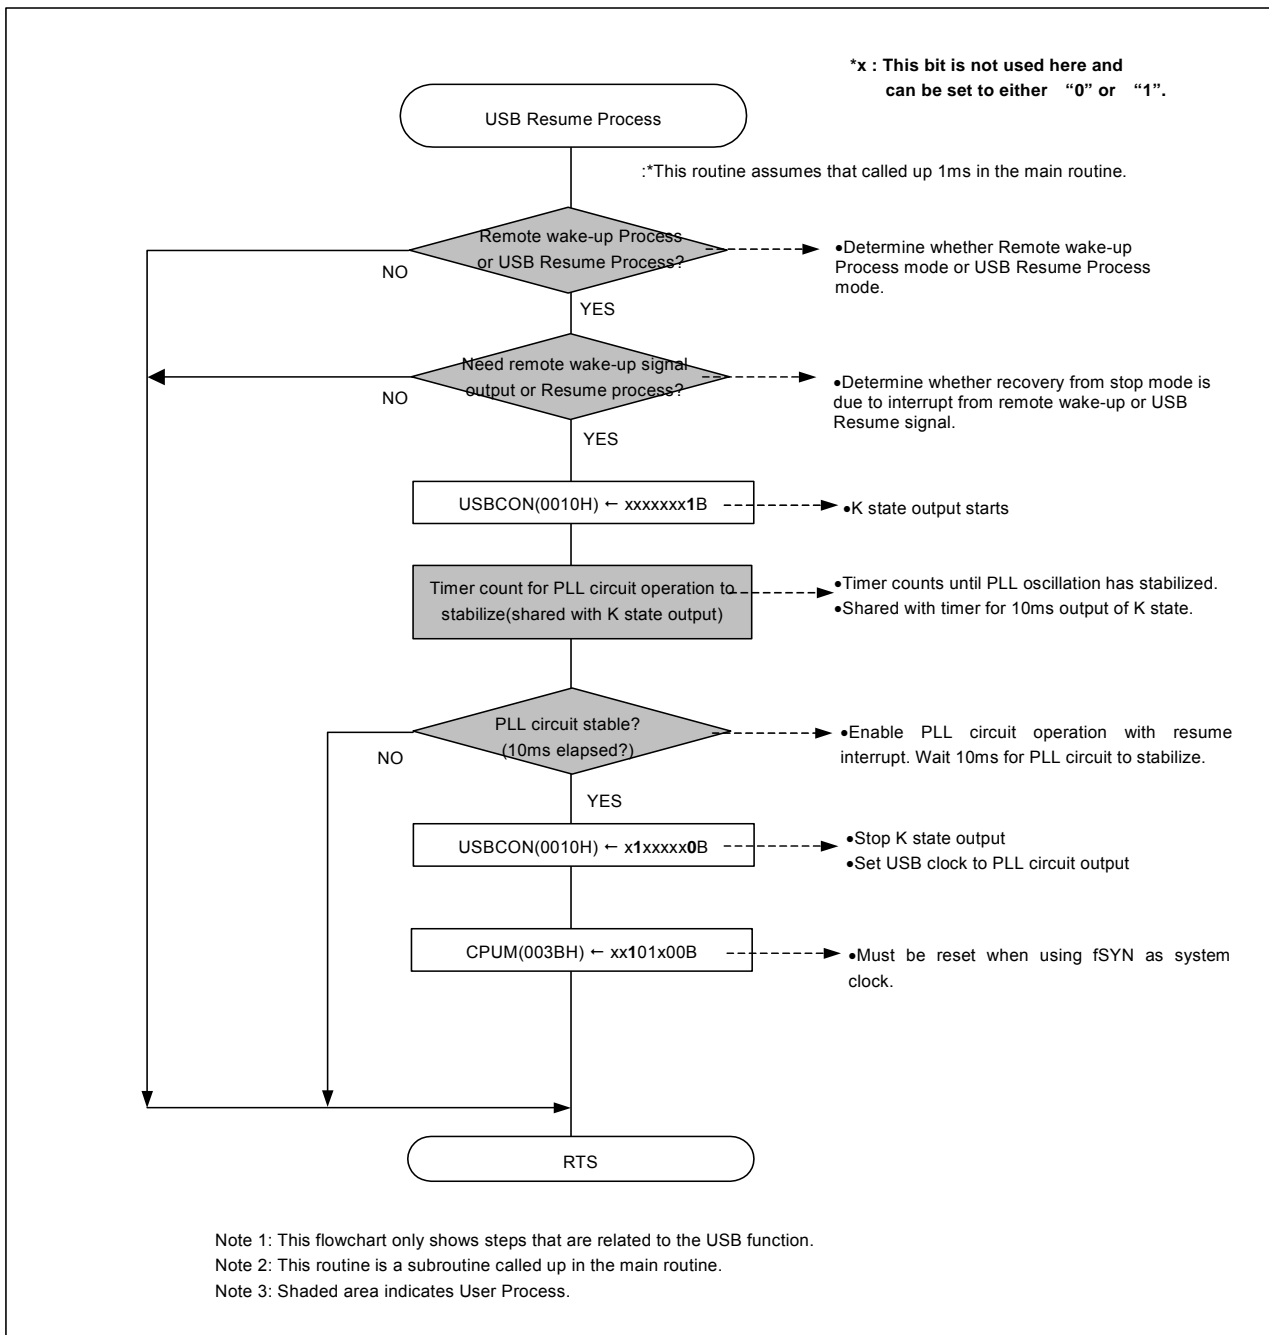 *x : This bit is not used here and
can be set to either “0” or “1”.
USB Resume Process
:*This routine assumes that called up 1ms in the main routine.
Remote wake-up Process
or USB Resume Process?
NO
YES
•Determine whether Remote wake-up
Process mode or USB Resume Process
mode.
Need remote wake-up signal
output or Resume process?
NO
YES
•Determine whether recovery from stop mode is
due to interrupt from remote wake-up or USB
Resume signal.
USBCON(0010H) ← xxxxxxx1B
•K state output starts
Timer count for PLL circuit operation to
stabilize(shared with K state output)
•Timer counts until PLL oscillation has stabilized.
•Shared with timer for 10ms output of K state.
PLL circuit stable?
(10ms elapsed?)
NO
YES
•Enable PLL circuit operation with resume
interrupt. Wait 10ms for PLL circuit to stabilize.
USBCON(0010H) ← x1xxxxx0B
•Stop K state output
•Set USB clock to PLL circuit output
CPUM(003BH) ← xx101x00B
•Must be reset when using fSYN as system
clock.
RTS
Note 1: This flowchart only shows steps that are related to the USB function.
Note 2: This routine is a subroutine called up in the main routine.
Note 3: Shaded area indicates User Process.